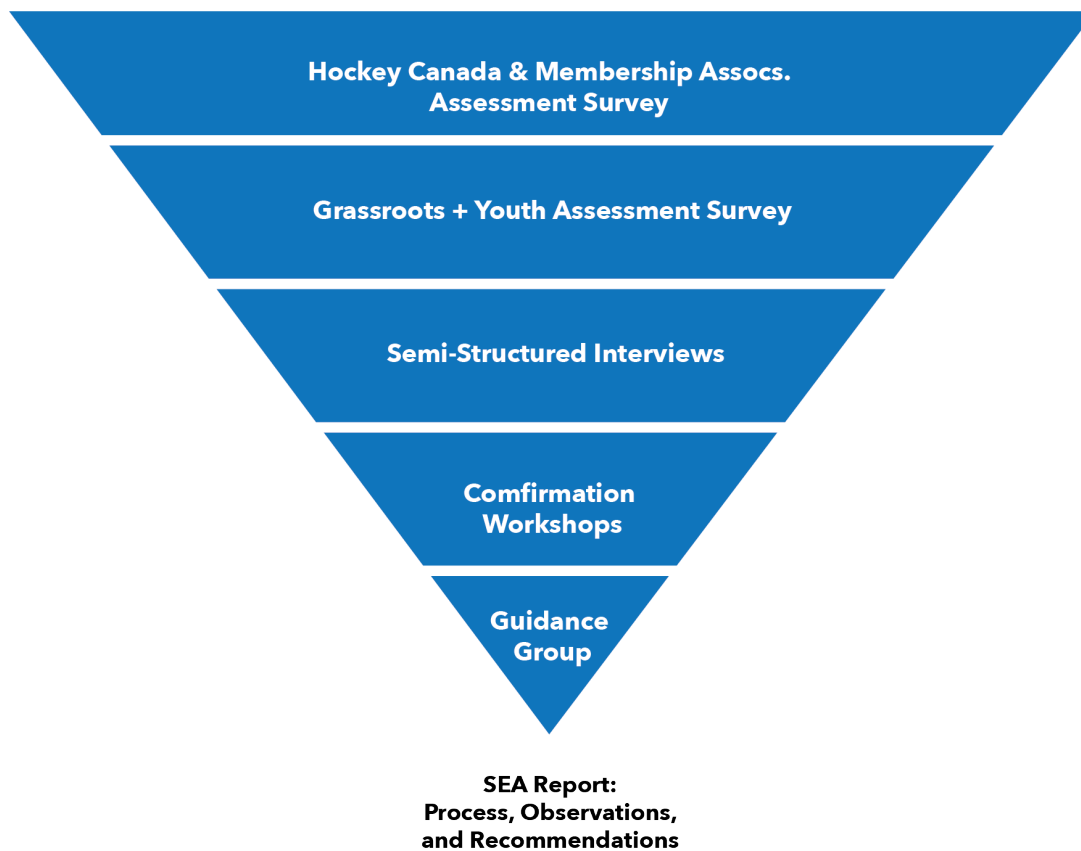 Hockey Canada & Membership Assocs.
Assessment Survey
Grassroots + Youth Assessment Survey
Semi-Structured Interviews
Comfirmation
Workshops
Guidance
Group
SEA Report:
Process, Observations,
and Recommendations